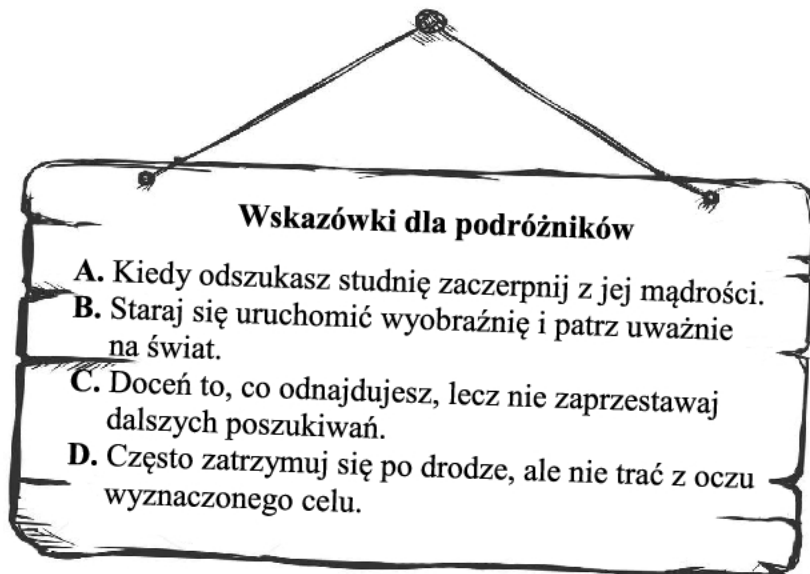 Wskazówki dla podróżników
A. Kiedy odszukasz studnię zaczerpnij z jej mądrości.
B. Staraj się uruchomić wyobraźnię i patrz uważnie
na świat.
C. Doceń to, co odnajdujesz, lecz nie zaprzestawaj
dalszych poszukiwań.
D. Często zatrzymuj się po drodze, ale nie trać z oczu
wyznaczonego celu.